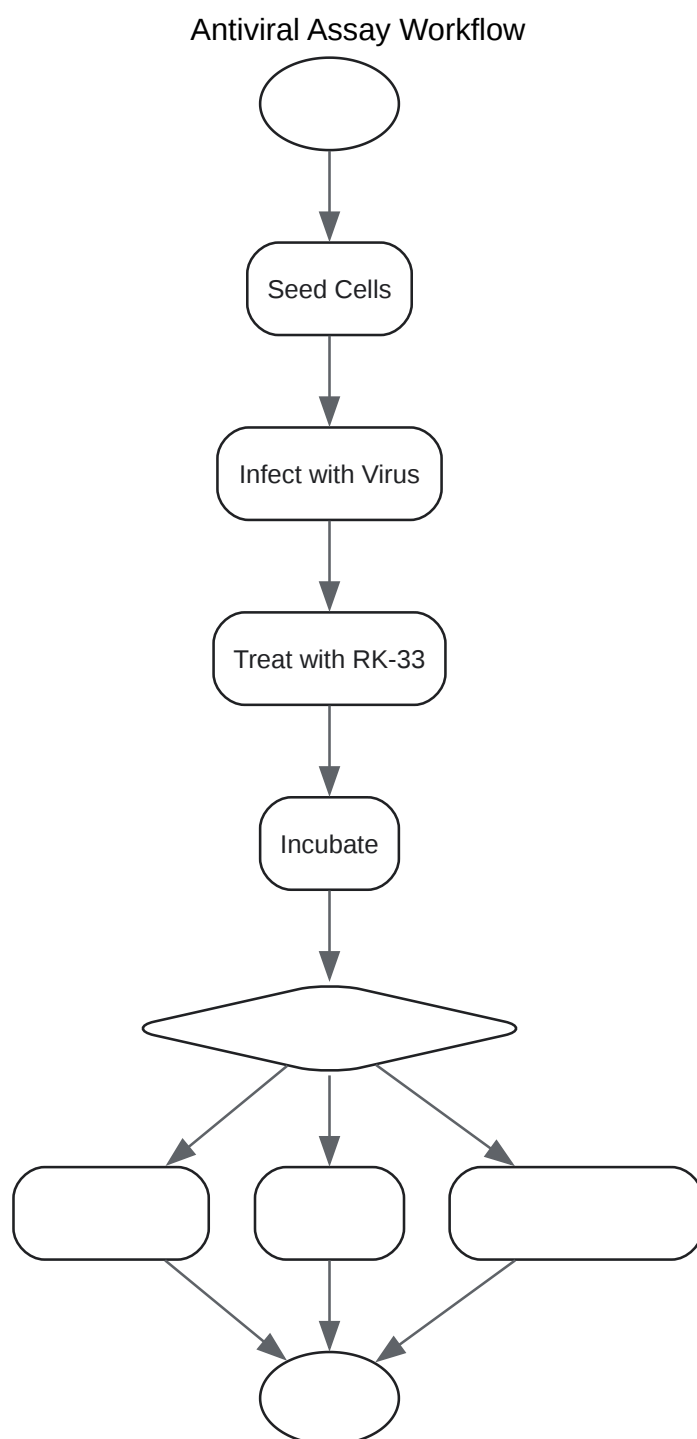 Antiviral Assay Workflow
Seed Cells
Infect with Virus
Treat with RK-33
Incubate